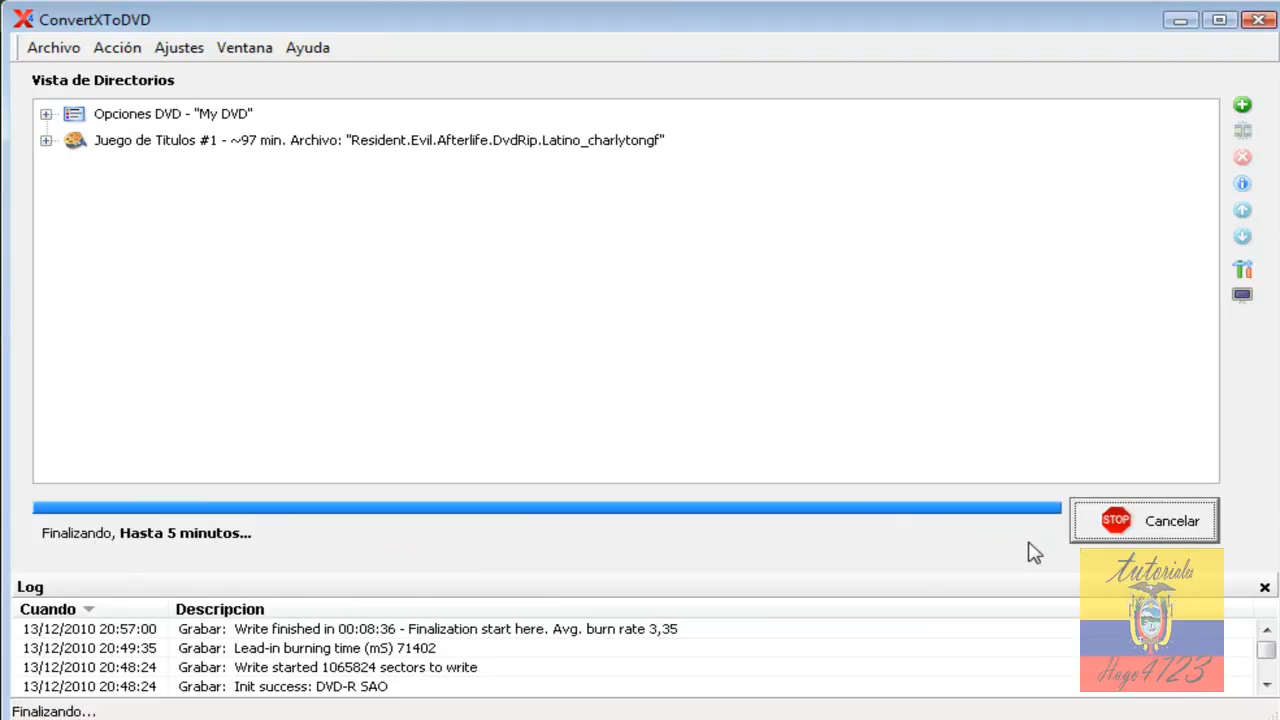 ConvertXToDVD
Archivo Acción Ajustes Ventana Ayuda
Vista de Directorios
Opciones DVD - "My DVD"
Juego de Titulos #1 - ~97 min. Archivo: "Resident.Evil.Afterlife.DvdRip.Latino_charlytongf"
STOP Cancelar
Finalizando, Hasta 5 minutos...
tutoriales
Hugo4123
Log
Cuando Descripcion
13/12/2010 20:57:00 Grabar: Write finished in 00:08:36 - Finalization start here. Avg. burn rate 3,35
13/12/2010 20:49:35 Grabar: Lead-in burning time (mS) 71402
13/12/2010 20:48:24 Grabar: Write started 1065824 sectors to write
13/12/2010 20:48:24 Grabar: Init success: DVD-R SAO
Finalizando...